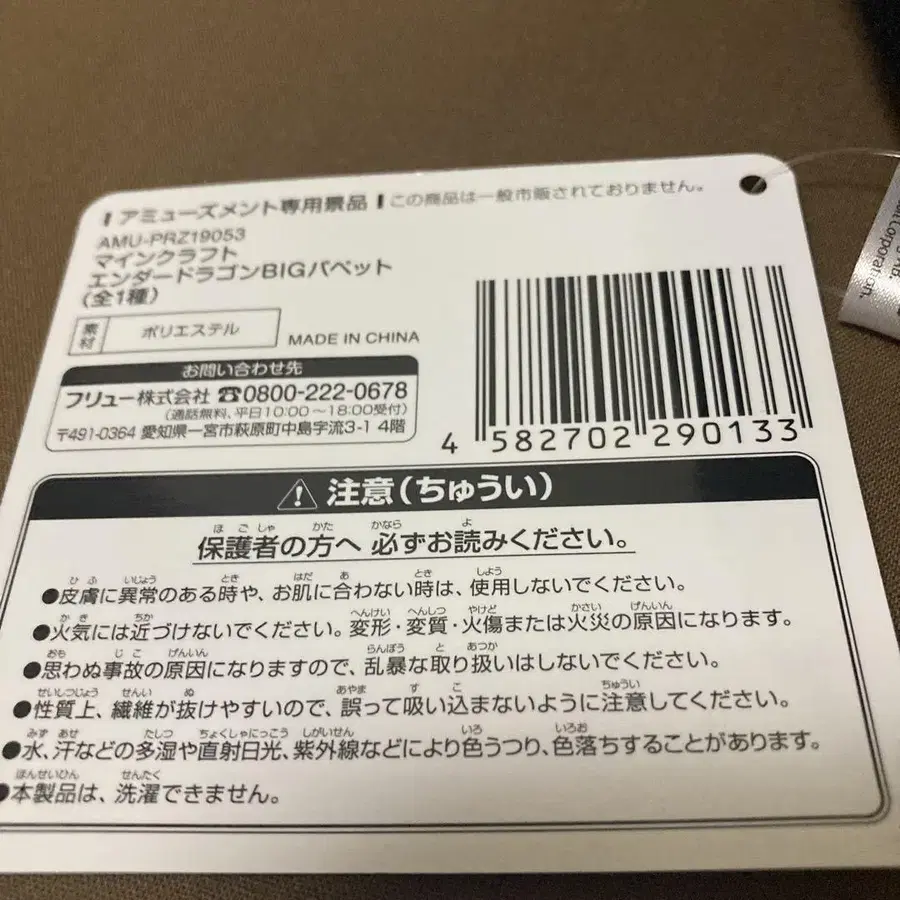 アミューズメント専用景品 この商品は一般市販されておりません。
AMU-PRZ19053
マインクラフト
エンダードラゴンBIGパペット
(全1種)
素材 ポリエステル MADE IN CHINA
お問い合わせ先
フリュー株式会社 ☎0800-222-0678
(通話無料、平日10:00〜18:00受付)
〒491-0364 愛知県一宮市萩原町中島字流3-1 4階
4 582702 290133
⚠ 注意(ちゅうい)
保護者の方へ 必ずお読みください。
●皮膚に異常のある時や、お肌に合わない時は、使用しないでください。
●火気には近づけないでください。変形・変質・火傷または火災の原因になります。
●思わぬ事故の原因になりますので、乱暴な取り扱いはしないでください。
●性質上、繊維が抜けやすいので、誤って吸い込まないように注意してください。
●水、汗などの多湿や直射日光、紫外線などにより色うつり、色落ちすることがあります。
●本製品は、洗濯できません。
Corporation.